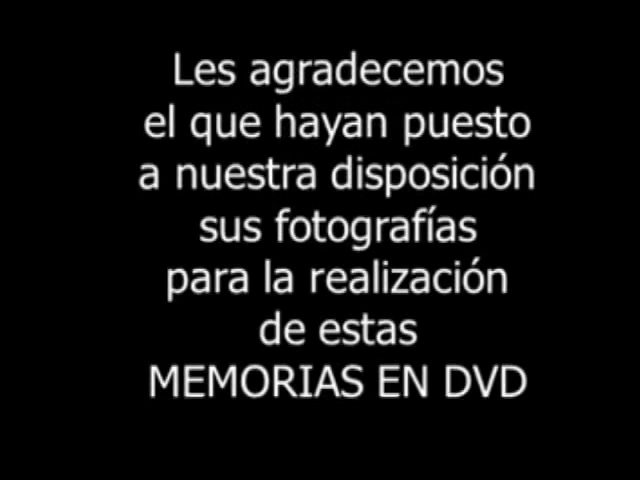 Les agradecemos
el que hayan puesto
a nuestra disposición
sus fotografías
para la realización
de estas
MEMORIAS EN DVD